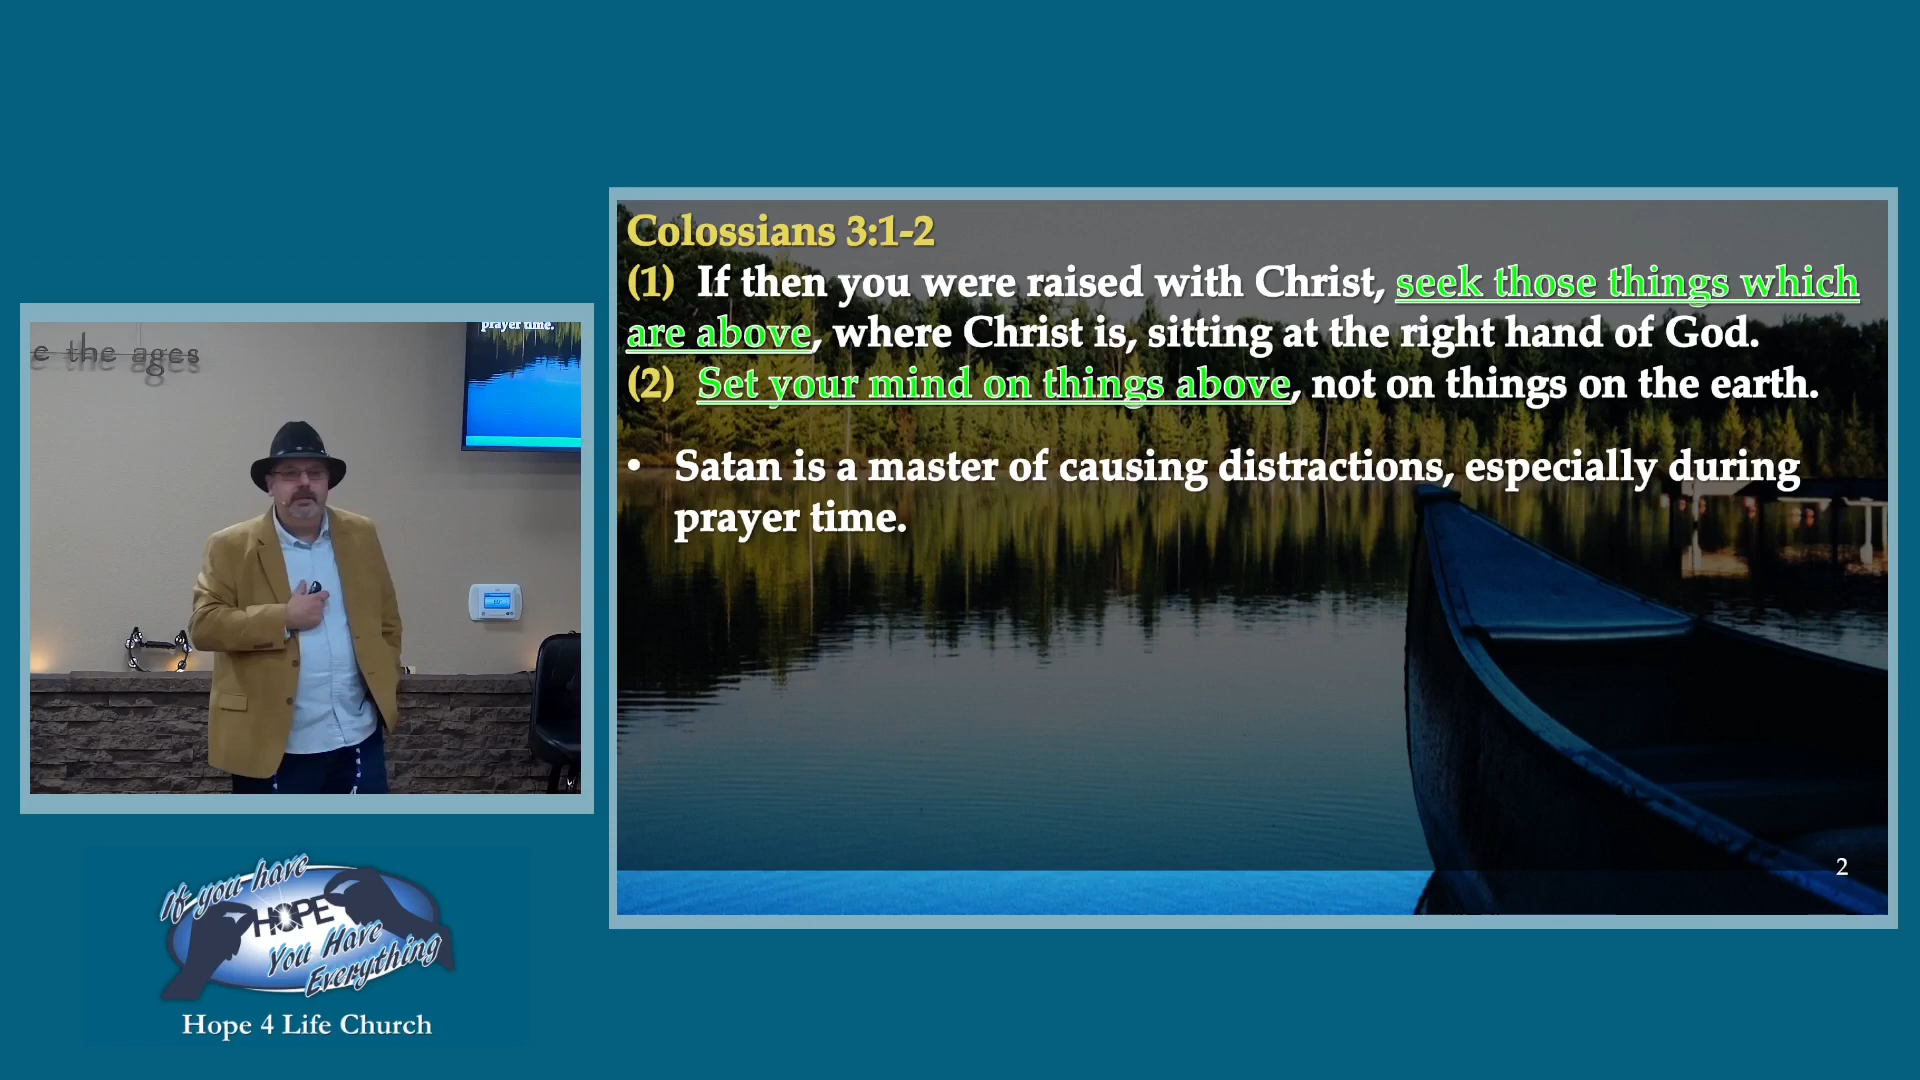 Colossians 3:1-2
(1) If then you were raised with Christ, seek those things which
are above, where Christ is, sitting at the right hand of God.
(2) Set your mind on things above, not on things on the earth.
• Satan is a master of causing distractions, especially during
prayer time.
2
e the ages
prayer time.
If you have
HOPE
You Have
Everything
Hope 4 Life Church